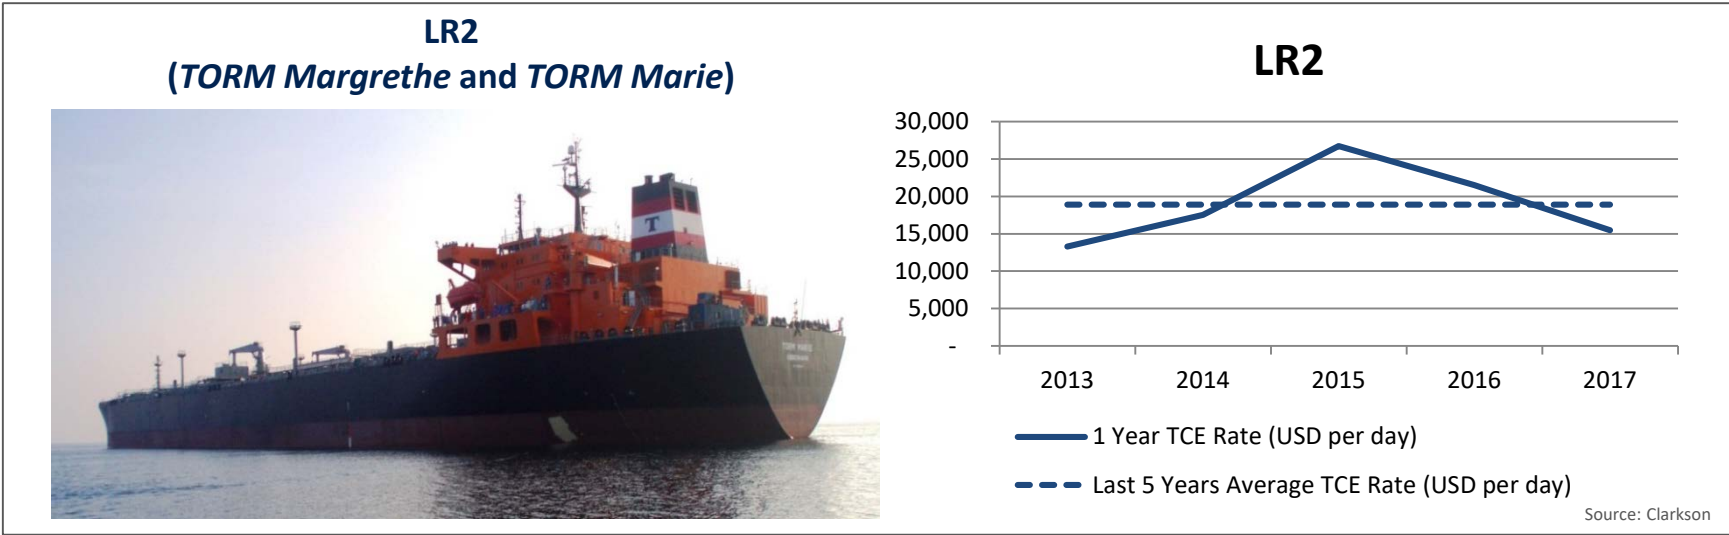 LR2
(TORM Margrethe and TORM Marie)
T
TORM MARIE
LR2
30,000
25,000
20,000
15,000
10,000
5,000
-
2013 2014 2015 2016 2017
1 Year TCE Rate (USD per day)
Last 5 Years Average TCE Rate (USD per day)
Source: Clarkson